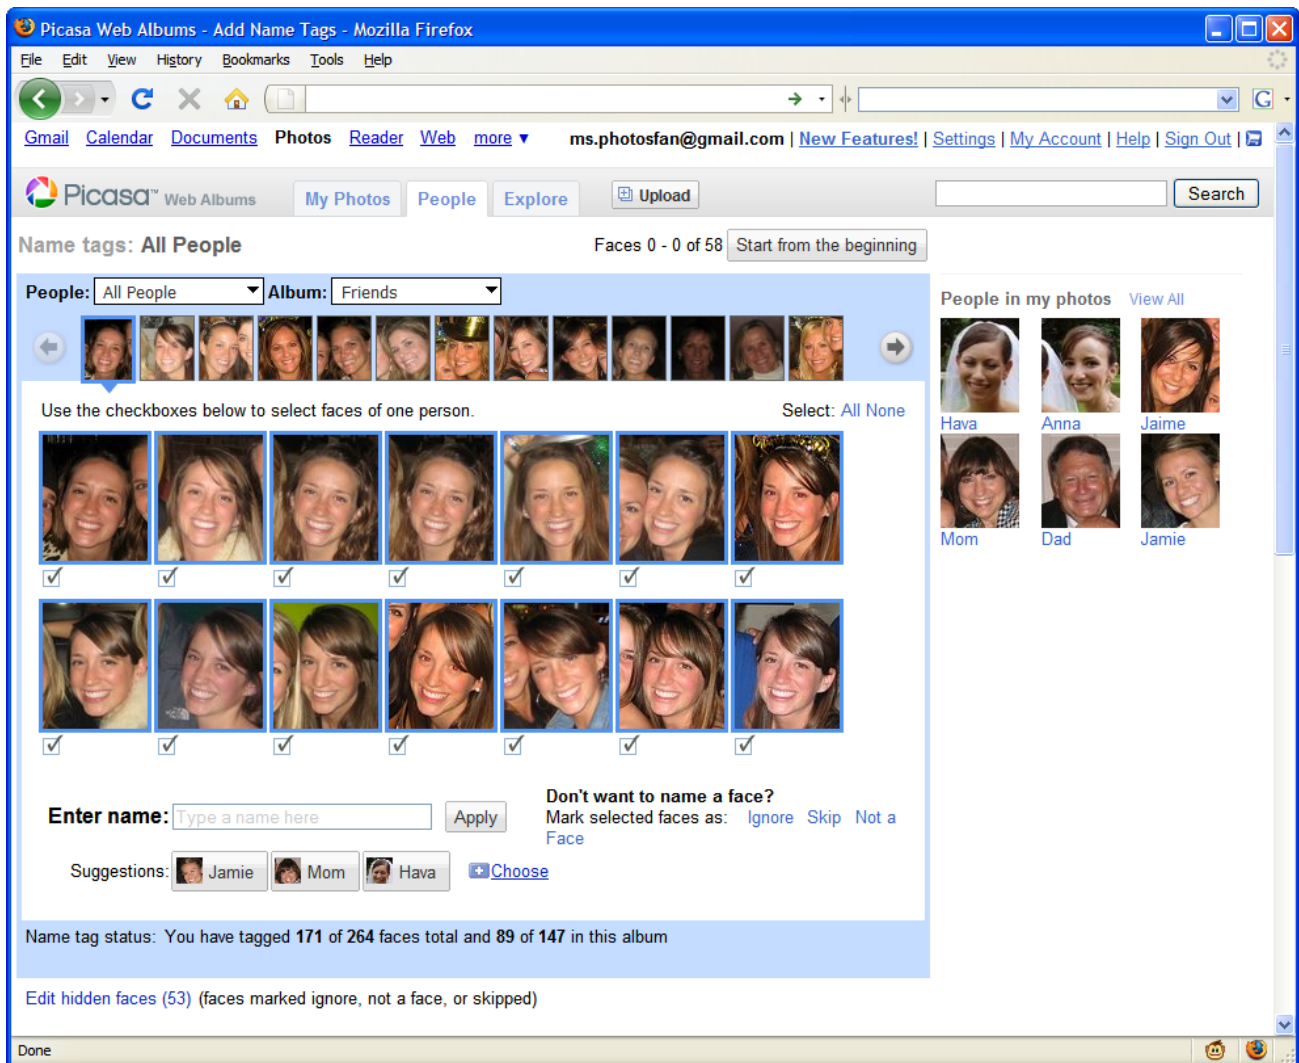 Picasa Web Albums - Add Name Tags - Mozilla Firefox
File Edit View History Bookmarks Tools Help
G
Gmail Calendar Documents Photos Reader Web more ▼ ms.photosfan@gmail.com | New Features! | Settings | My Account | Help | Sign Out |
Picasa™ Web Albums My Photos People Explore Upload Search
Name tags: All People Faces 0 - 0 of 58 Start from the beginning
People: All People Album: Friends
People in my photos View All
Use the checkboxes below to select faces of one person. Select: All None
Hava Anna Jaime
Mom Dad Jamie
Enter name: Type a name here Apply
Don't want to name a face?
Mark selected faces as: Ignore Skip Not a
Face
Suggestions: Jamie Mom Hava Choose
Name tag status: You have tagged 171 of 264 faces total and 89 of 147 in this album
Edit hidden faces (53) (faces marked ignore, not a face, or skipped)
Done